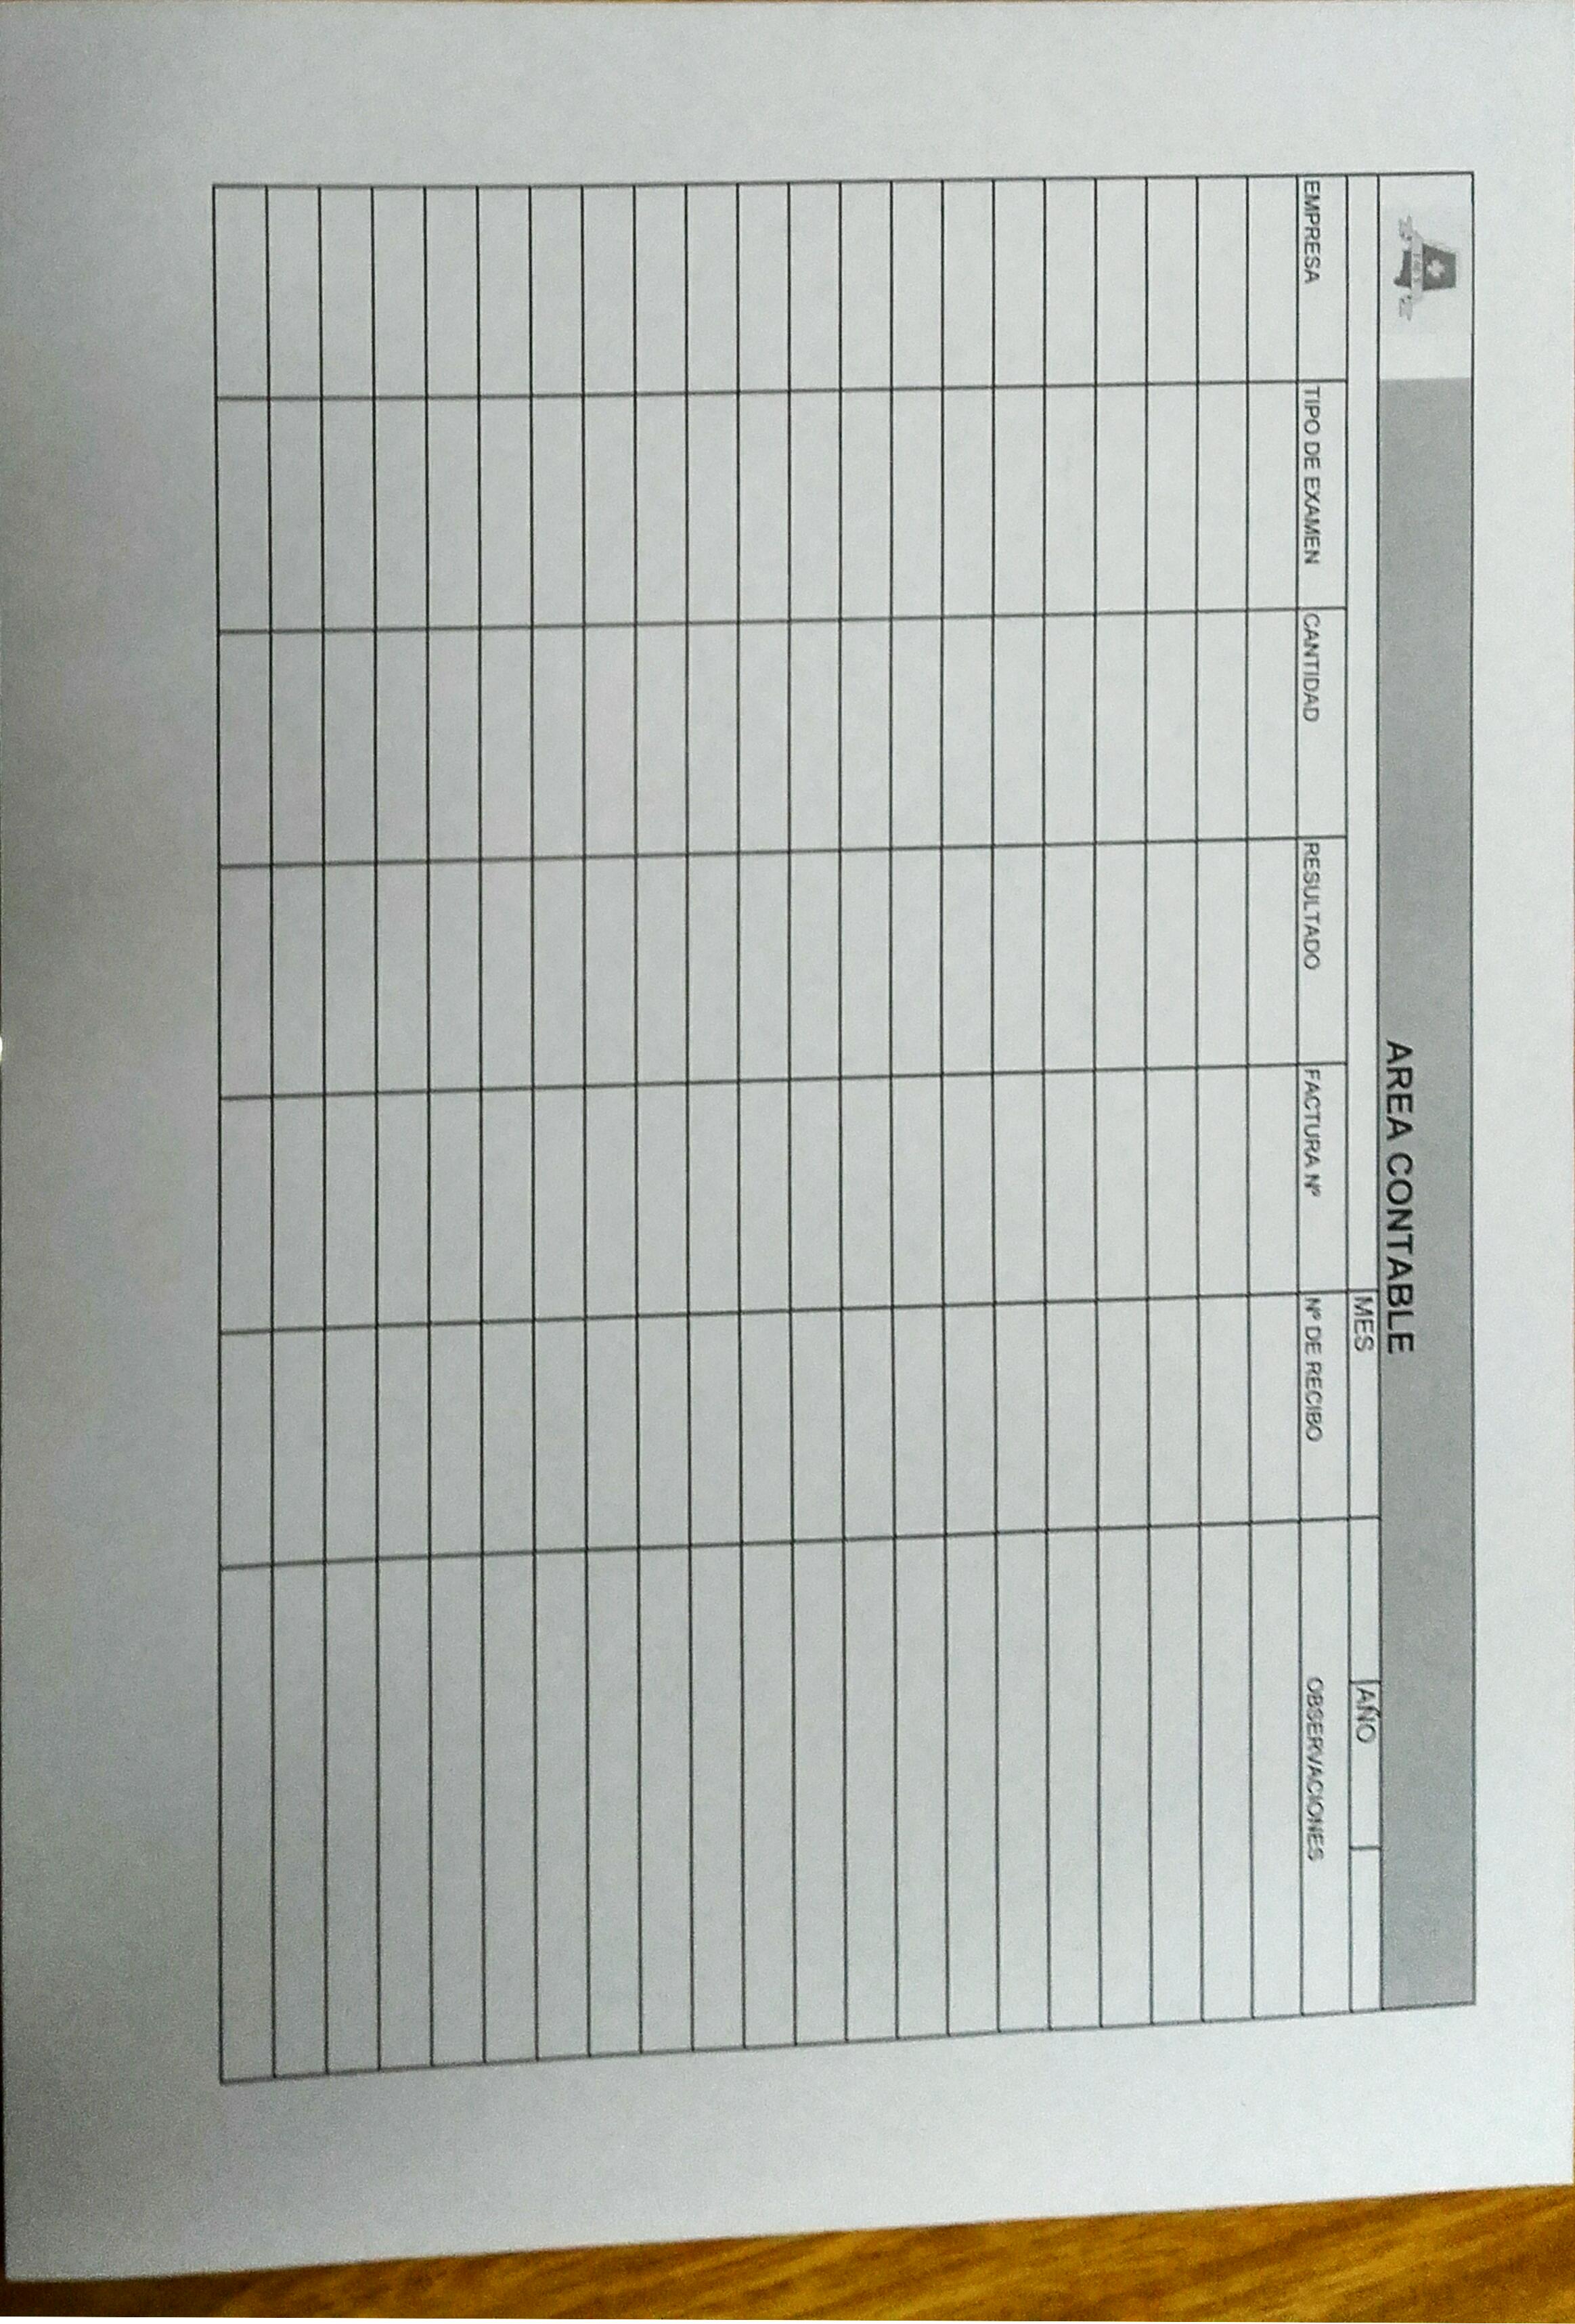 AREA CONTABLE
MES AÑO
EMPRESA TIPO DE EXAMEN CANTIDAD RESULTADO FACTURA Nº Nº DE RECIBO OBSERVACIONES